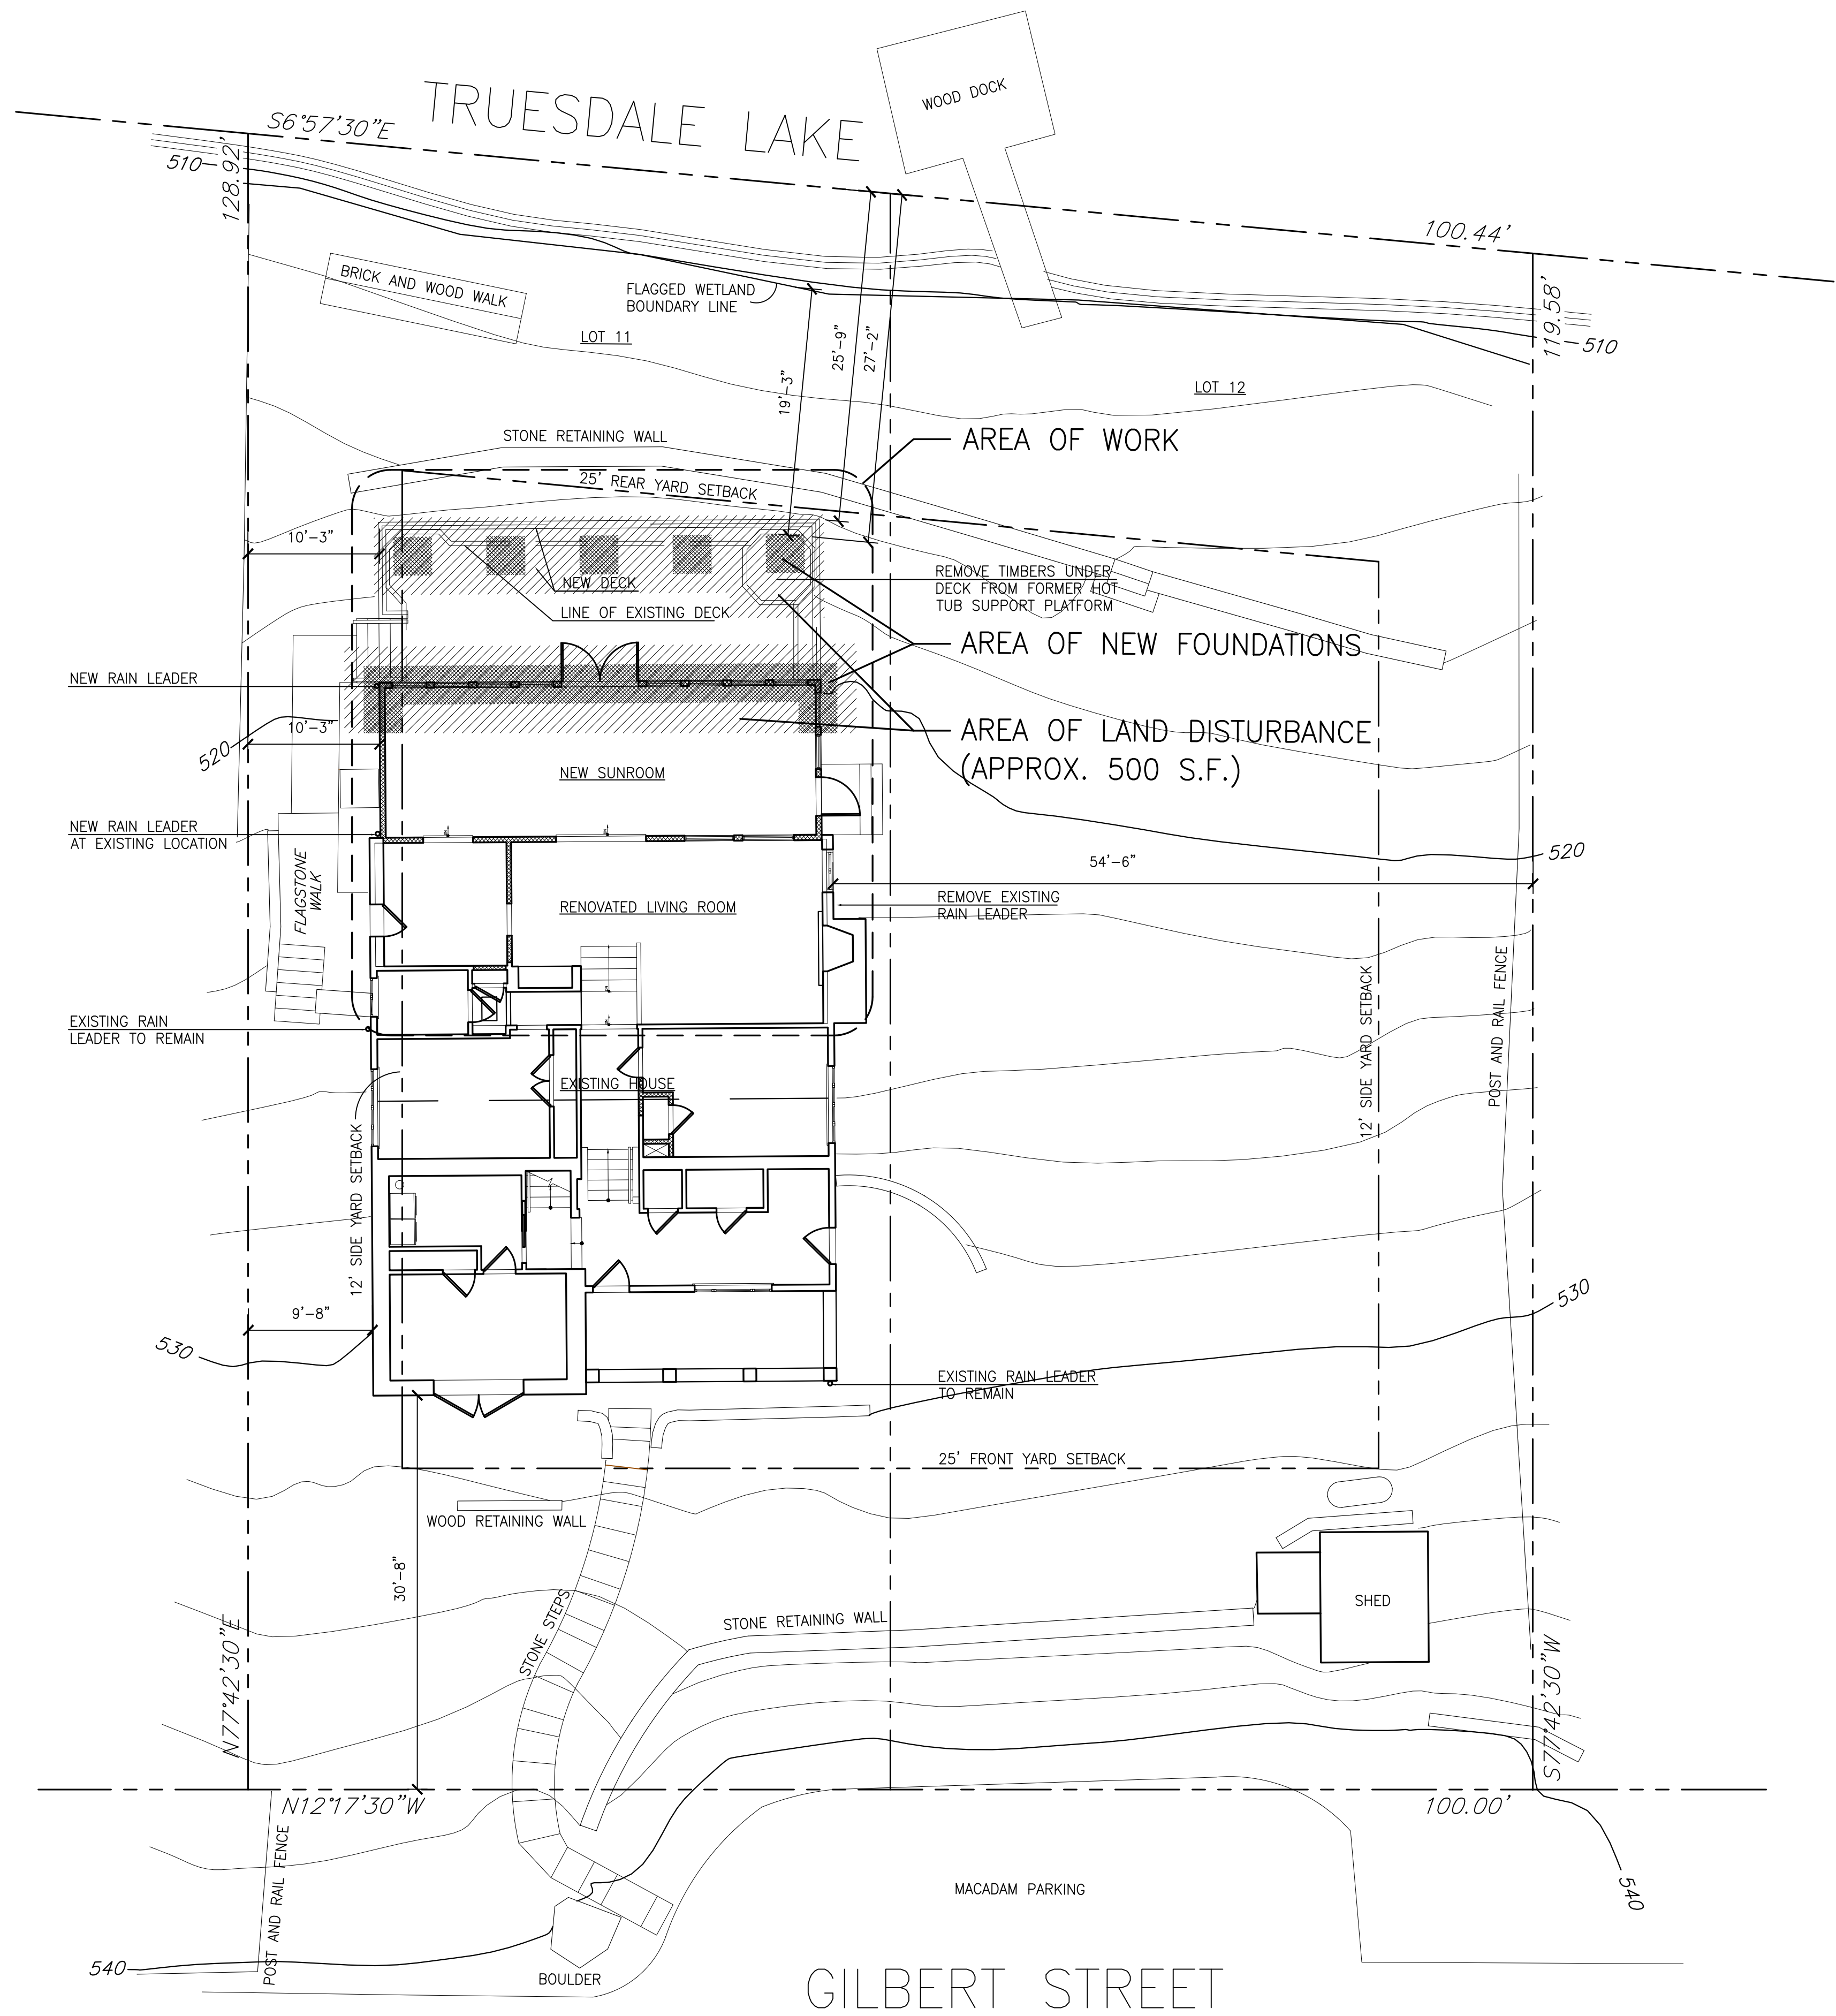 WOOD DOCK
TRUESDALE LAKE
S6°57'30"E
128.92'
510
100.44'
BRICK AND WOOD WALK
FLAGGED WETLAND
BOUNDARY LINE
119.58'
510
LOT 11
25'-9"
27'-2"
19'-3"
LOT 12
STONE RETAINING WALL
AREA OF WORK
25' REAR YARD SETBACK
10'-3"
REMOVE TIMBERS UNDER
DECK FROM FORMER HOT
TUB SUPPORT PLATFORM
NEW DECK
LINE OF EXISTING DECK
AREA OF NEW FOUNDATIONS
NEW RAIN LEADER
10'-3"
520
AREA OF LAND DISTURBANCE
(APPROX. 500 S.F.)
NEW SUNROOM
NEW RAIN LEADER
AT EXISTING LOCATION
520
54'-6"
FLAGSTONE
WALK
RENOVATED LIVING ROOM
REMOVE EXISTING
RAIN LEADER
12' SIDE YARD SETBACK
POST AND RAIL FENCE
EXISTING RAIN
LEADER TO REMAIN
EXISTING HOUSE
12' SIDE YARD SETBACK
9'-8"
530
530
EXISTING RAIN LEADER
TO REMAIN
25' FRONT YARD SETBACK
WOOD RETAINING WALL
30'-8"
STONE STEPS
STONE RETAINING WALL
SHED
N77°42'30"E
S77°42'30"W
N12°17'30"W
100.00'
POST AND RAIL FENCE
MACADAM PARKING
540
540
BOULDER
GILBERT STREET